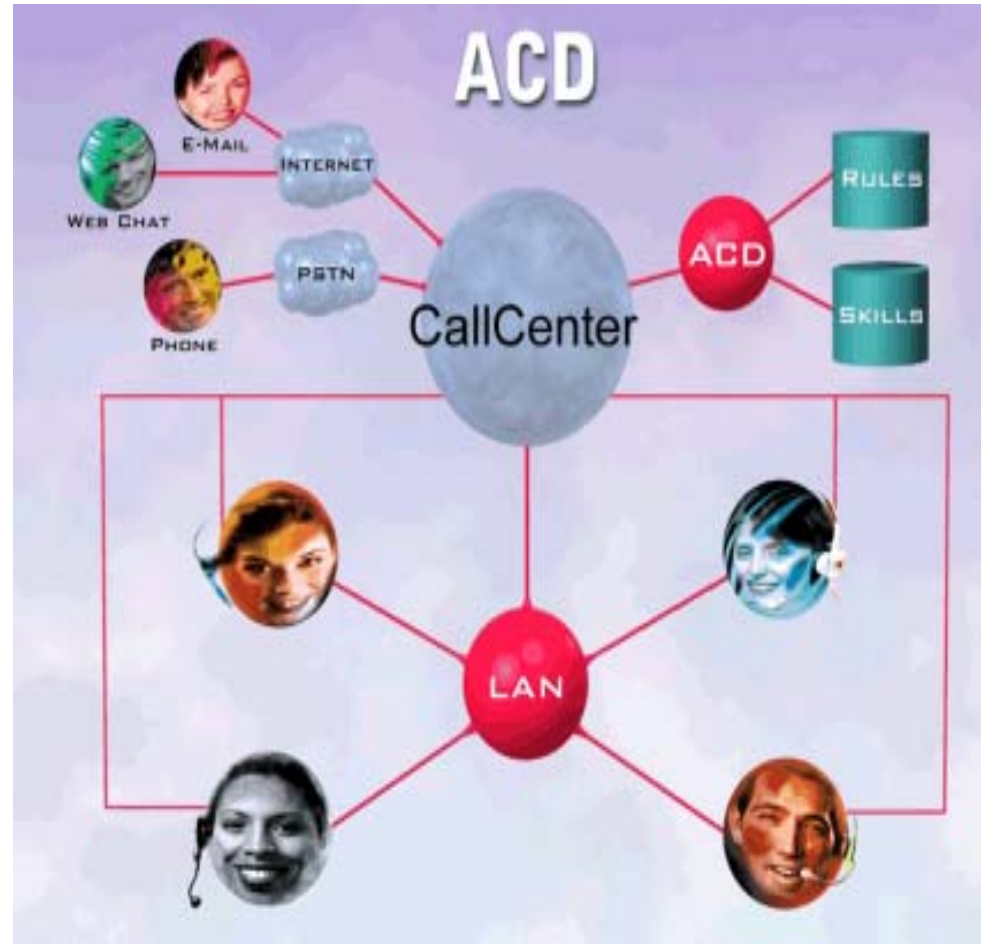 ACD
E-MAIL
INTERNET
WEB CHAT
PSTN
PHONE
CallCenter
ACD
RULES
SKILLS
LAN